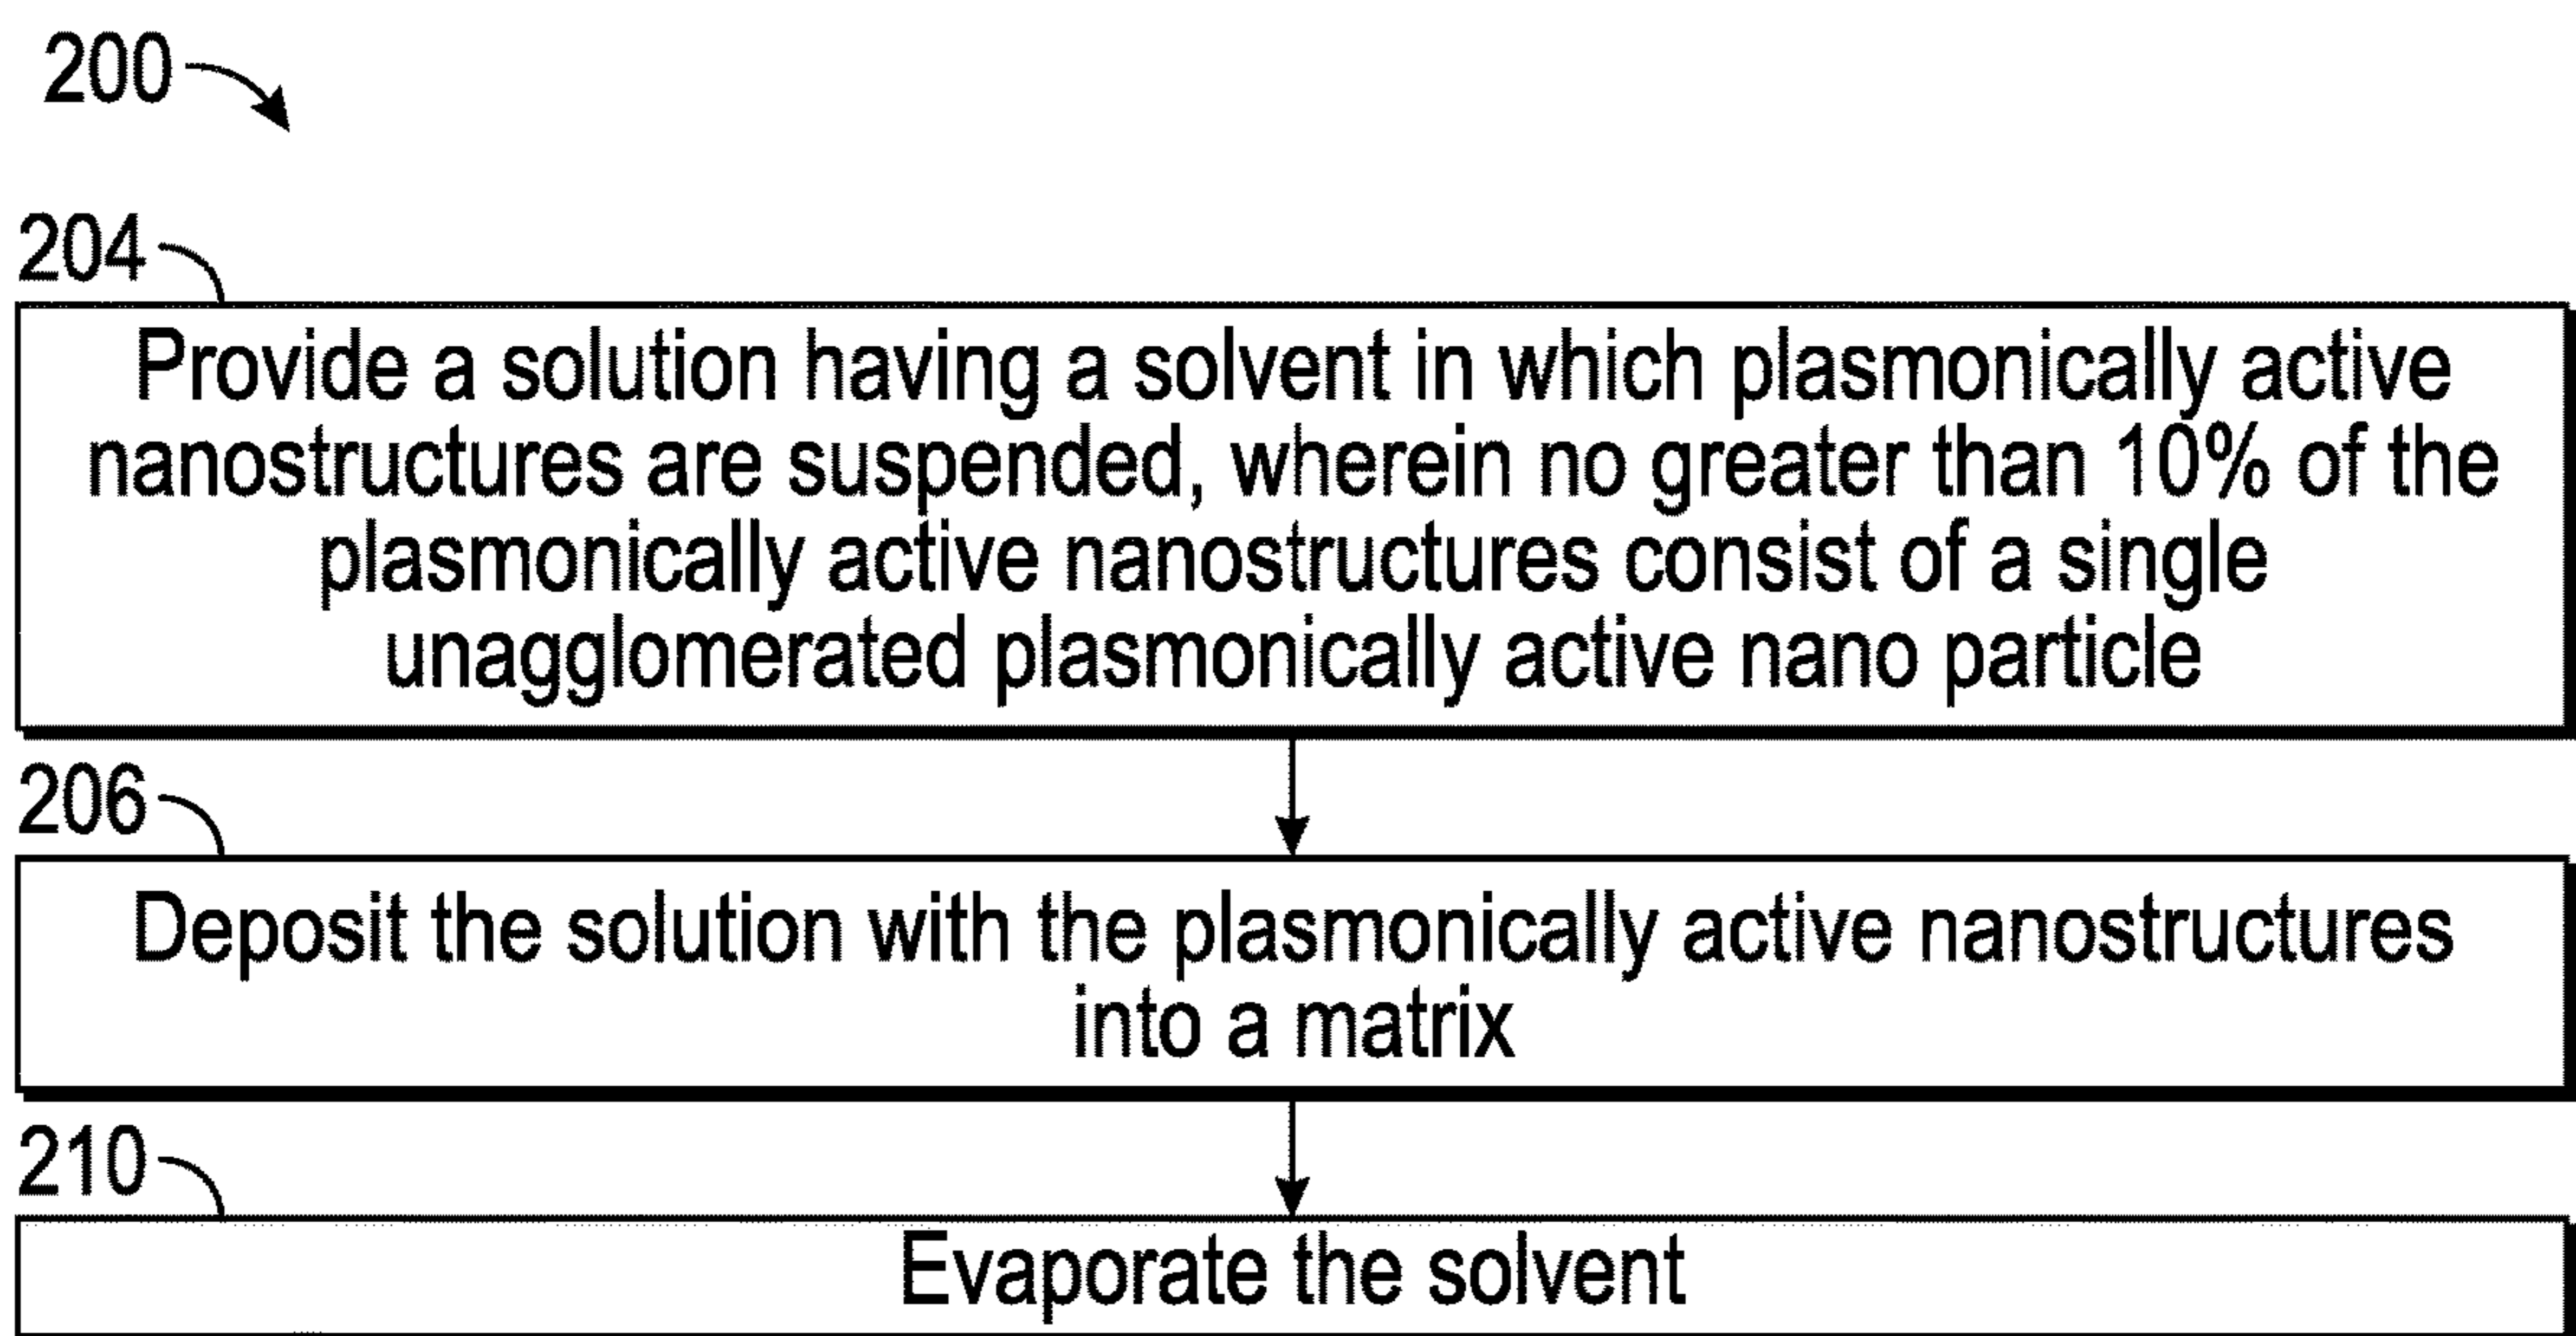 200
204
Provide a solution having a solvent in which plasmonically active
nanostructures are suspended, wherein no greater than 10% of the
plasmonically active nanostructures consist of a single
unagglomerated plasmonically active nano particle
206
Deposit the solution with the plasmonically active nanostructures
into a matrix
210
Evaporate the solvent